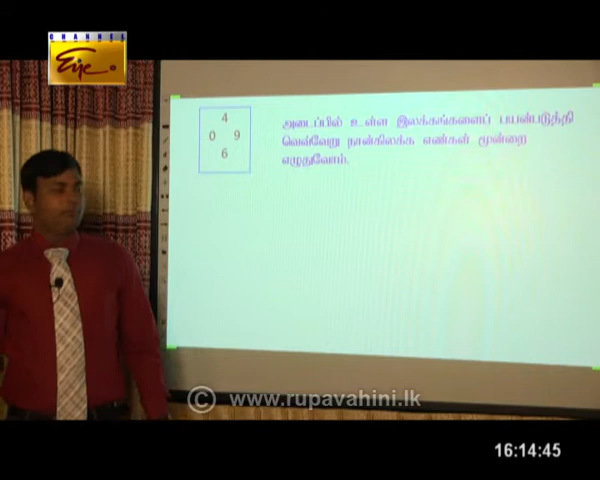 CHANNEL
Eye
4
0 9
6
அடைப்பில் உள்ள இலக்கங்களைப் பயன்படுத்தி
வெவ்வேறு நான்கிலக்க எண்கள் மூன்றை
எழுதுவோம்.
© www.rupavahini.lk
16:14:45